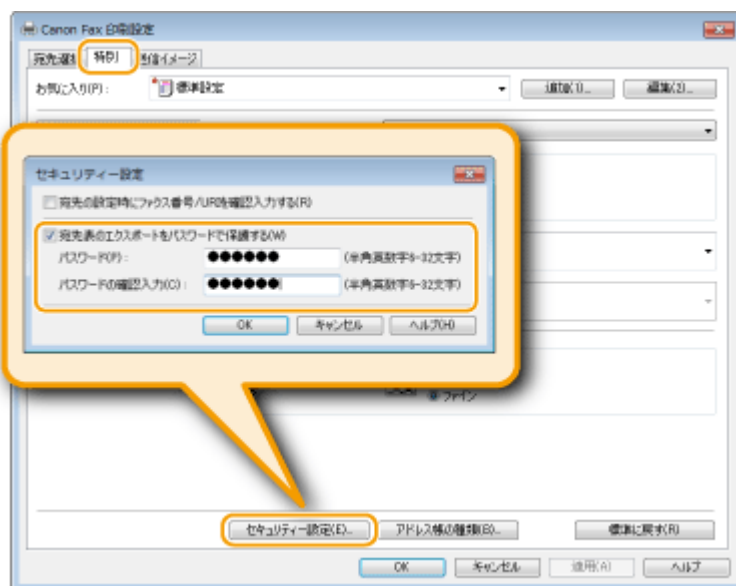 Canon Fax 印刷設定
宛先選択 特別 送信イメージ
お気に入り(P): 標準設定 追加(1)... 編集(2)...
セキュリティー設定
宛先の設定時にファクス番号/URIを確認入力する(R)
宛先表のエクスポートをパスワードで保護する(W)
パスワード(P): ●●●●●● (半角英数字6-32文字)
パスワードの確認入力(C): ●●●●●● (半角英数字6-32文字)
OK キャンセル ヘルプ(H)
ファイン
セキュリティー設定(E)... アドレス帳の種類(B)... 標準に戻す(R)
OK キャンセル 適用(A) ヘルプ